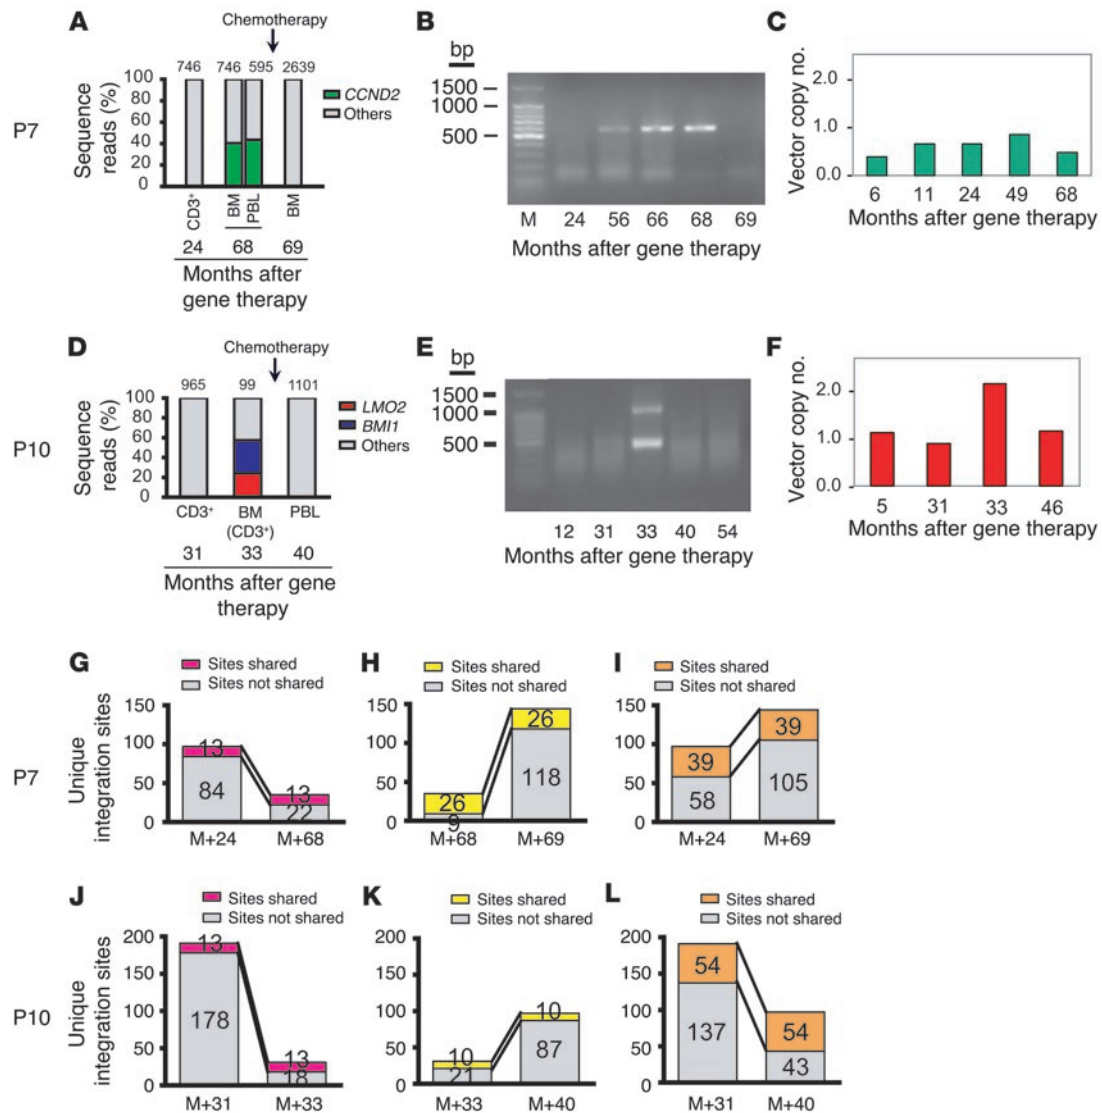 A
Chemotherapy
746 746 595 2639
Sequence
reads (%)
100
80
60
40
20
0
CCND2
Others
CD3+ BM PBL BM
24 68 69
Months after
gene therapy
P7
B
bp
1500
1000
500
M 24 56 66 68 69
Months after gene therapy
C
Vector copy no.
2.0
1.0
0.0
6 11 24 49 68
Months after gene therapy
D
Chemotherapy
965 99 1101
Sequence
reads (%)
100
80
60
40
20
0
LMO2
BMI1
Others
CD3+ BM PBL
(CD3+)
31 33 40
Months after gene
therapy
P10
E
bp
1500
1000
500
12 31 33 40 54
Months after gene therapy
F
Vector copy no.
2.0
1.0
0.0
5 31 33 46
Months after gene therapy
G
Sites shared
Sites not shared
P7
Unique
integration sites
150
100
50
0
13
84
13
22
M+24 M+68
H
Sites shared
Sites not shared
150
100
50
0
26
9
26
118
M+68 M+69
I
Sites shared
Sites not shared
150
100
50
0
39
58
39
105
M+24 M+69
J
Sites shared
Sites not shared
P10
Unique
integration sites
200
150
100
50
0
13
178
13
18
M+31 M+33
K
Sites shared
Sites not shared
200
150
100
50
0
10
21
10
87
M+33 M+40
L
Sites shared
Sites not shared
200
150
100
50
0
54
137
54
43
M+31 M+40